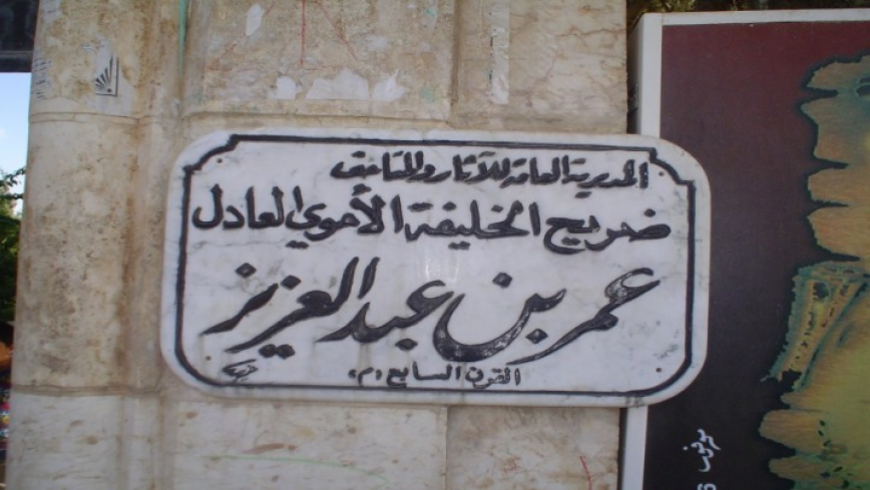 المديرية العامة للآثار والمتاحف
ضريح الخليفة الأموي العادل
عمر بن عبد العزيز
القرن السابع م.